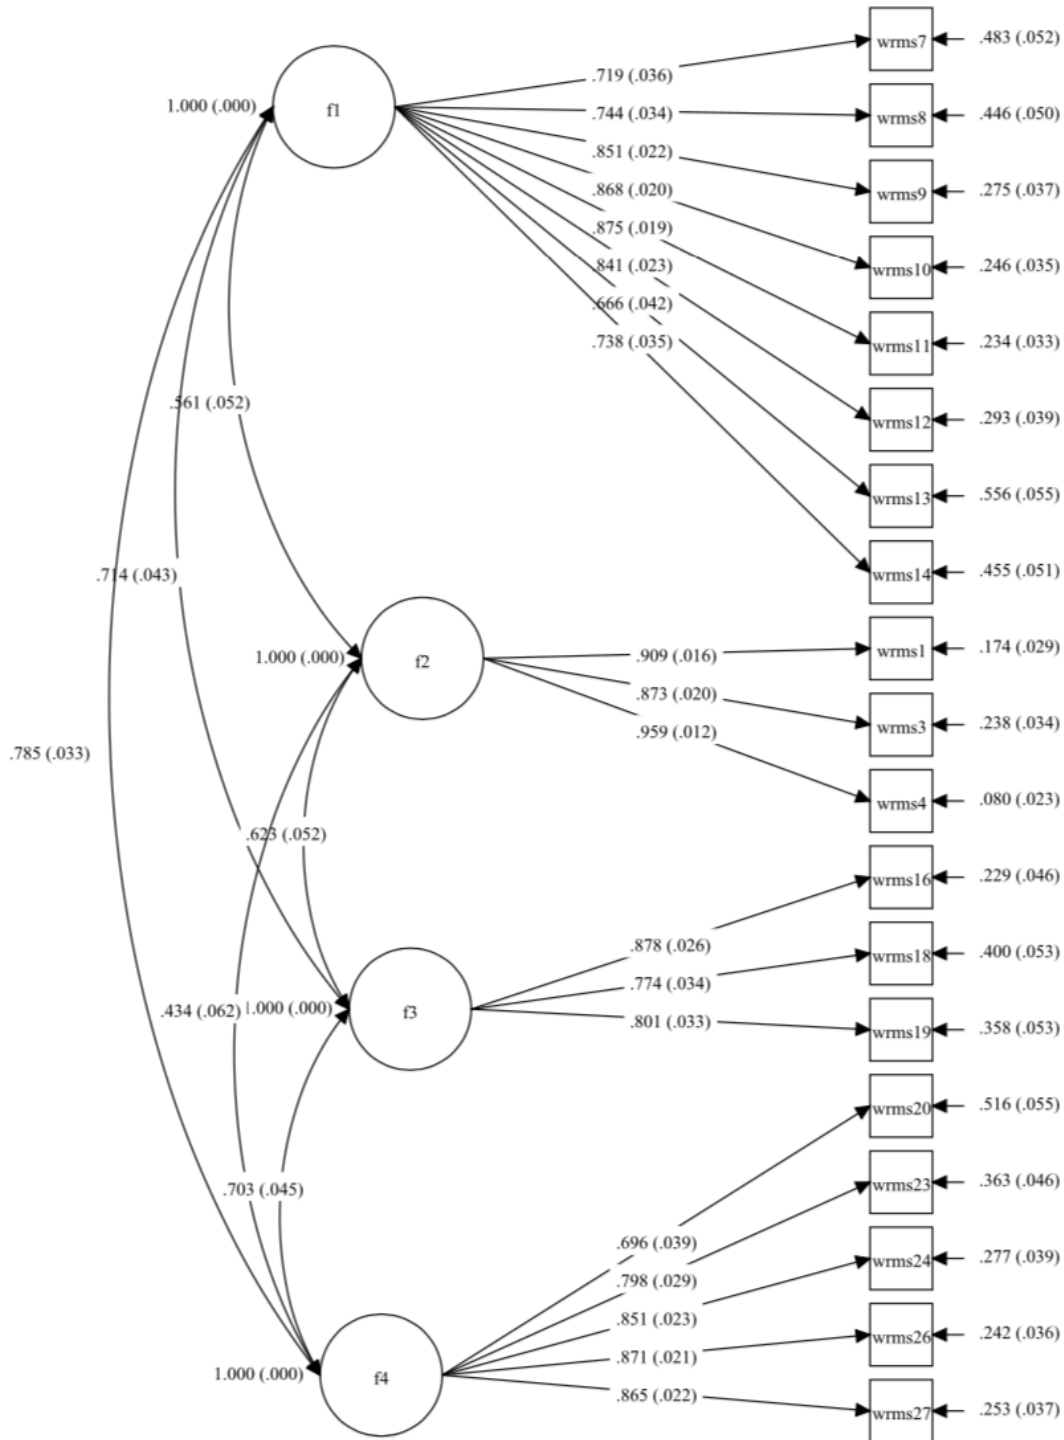 wrms7
.483 (.052)
.719 (.036)
1.000 (.000)
f1
.744 (.034)
wrms8
.446 (.050)
.851 (.022)
wrms9
.275 (.037)
.868 (.020)
.875 (.019)
wrms10
.246 (.035)
.841 (.023)
.666 (.042)
.738 (.035)
wrms11
.234 (.033)
.561 (.052)
wrms12
.293 (.039)
wrms13
.556 (.055)
.714 (.043)
wrms14
.455 (.051)
1.000 (.000)
f2
.909 (.016)
wrms1
.174 (.029)
.873 (.020)
.959 (.012)
wrms3
.238 (.034)
.785 (.033)
wrms4
.080 (.023)
.623 (.052)
wrms16
.229 (.046)
.878 (.026)
wrms18
.400 (.053)
.774 (.034)
.434 (.062)
1.000 (.000)
f3
.801 (.033)
wrms19
.358 (.053)
wrms20
.516 (.055)
.703 (.045)
wrms23
.363 (.046)
.696 (.039)
wrms24
.277 (.039)
.798 (.029)
.851 (.023)
wrms26
.242 (.036)
.871 (.021)
1.000 (.000)
f4
.865 (.022)
wrms27
.253 (.037)